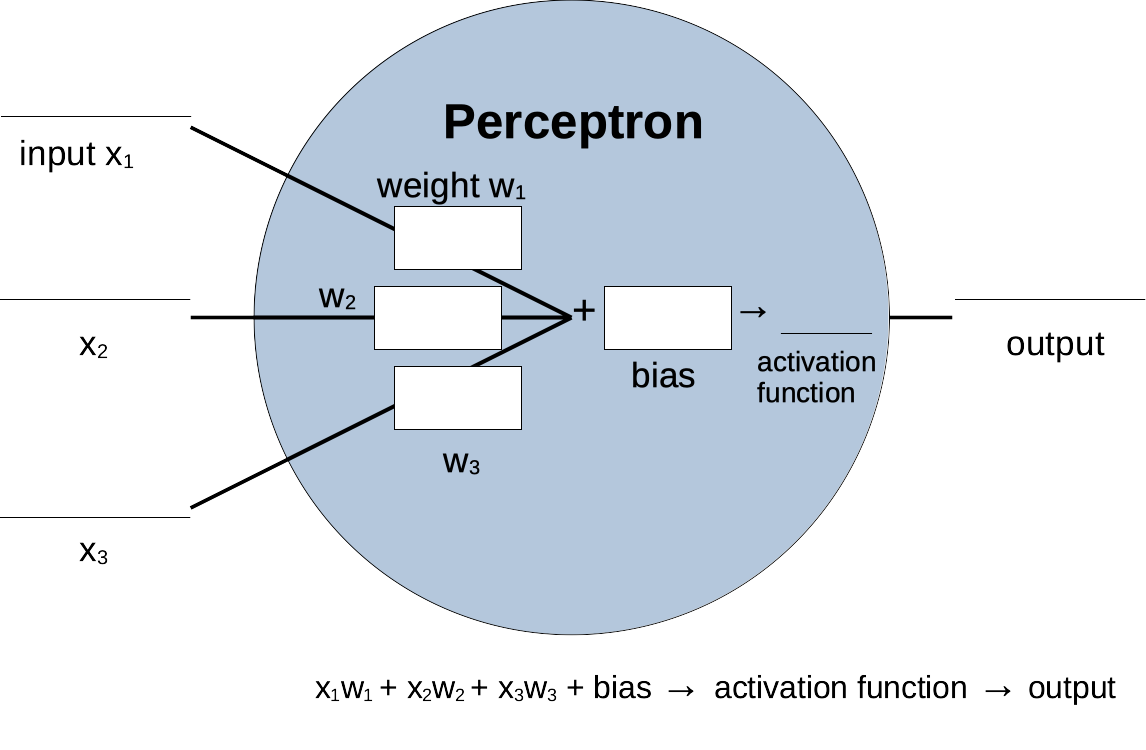 Perceptron
input x₁
weight w₁
w₂
+
→
x₂
bias
activation
function
output
w₃
x₃
x₁w₁ + x₂w₂ + x₃w₃ + bias → activation function → output